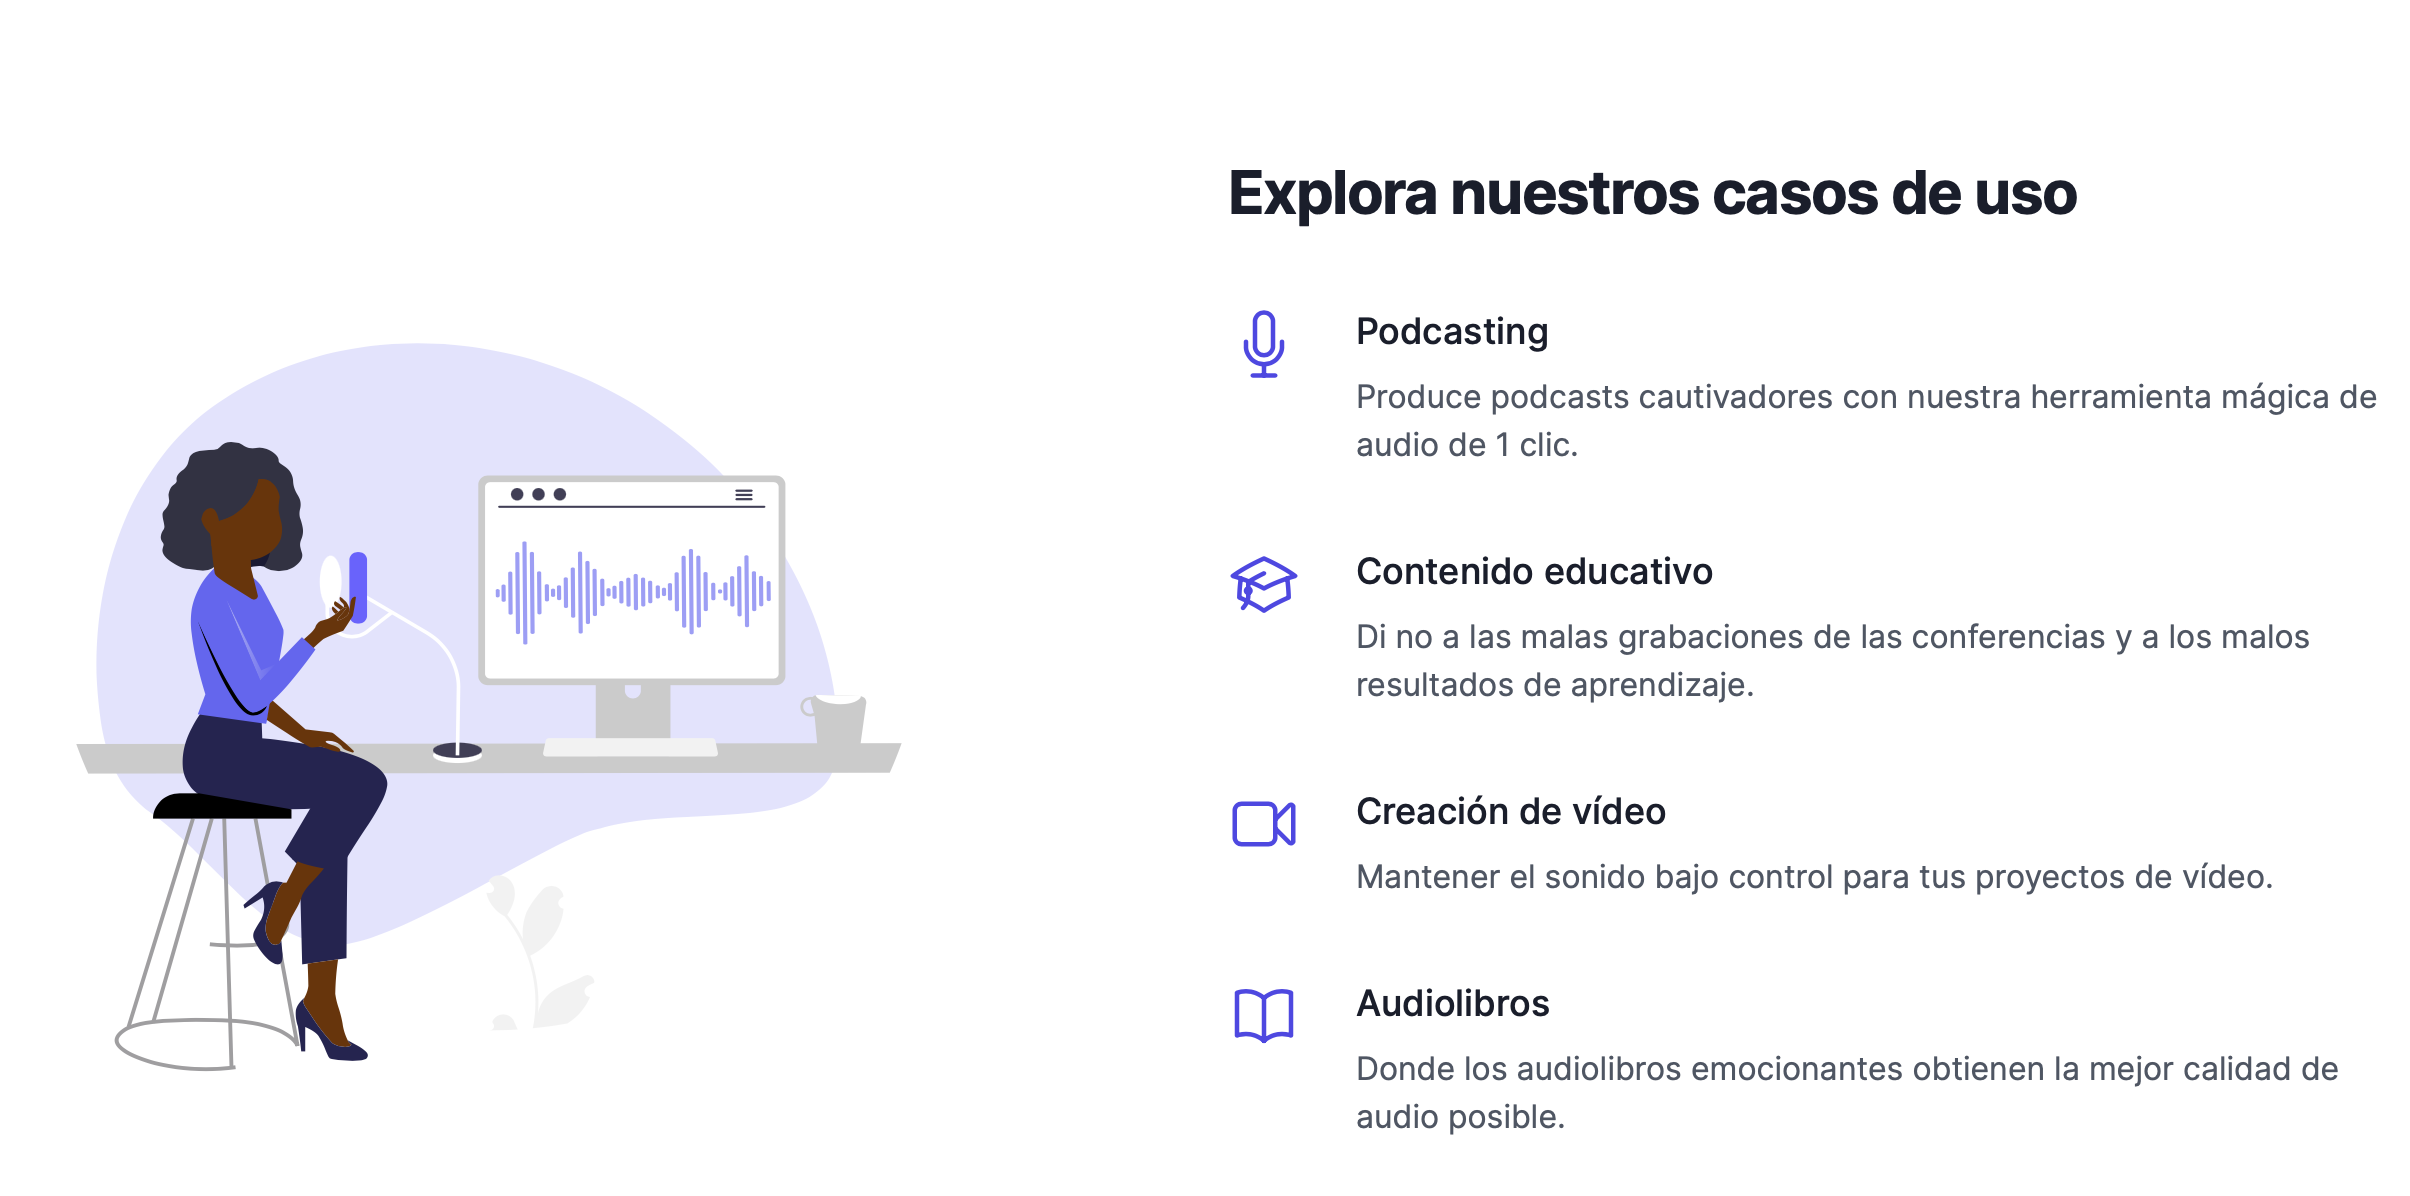 Explora nuestros casos de uso
Podcasting
Produce podcasts cautivadores con nuestra herramienta mágica de
audio de 1 clic.
Contenido educativo
Di no a las malas grabaciones de las conferencias y a los malos
resultados de aprendizaje.
Creación de vídeo
Mantener el sonido bajo control para tus proyectos de vídeo.
Audiolibros
Donde los audiolibros emocionantes obtienen la mejor calidad de
audio posible.